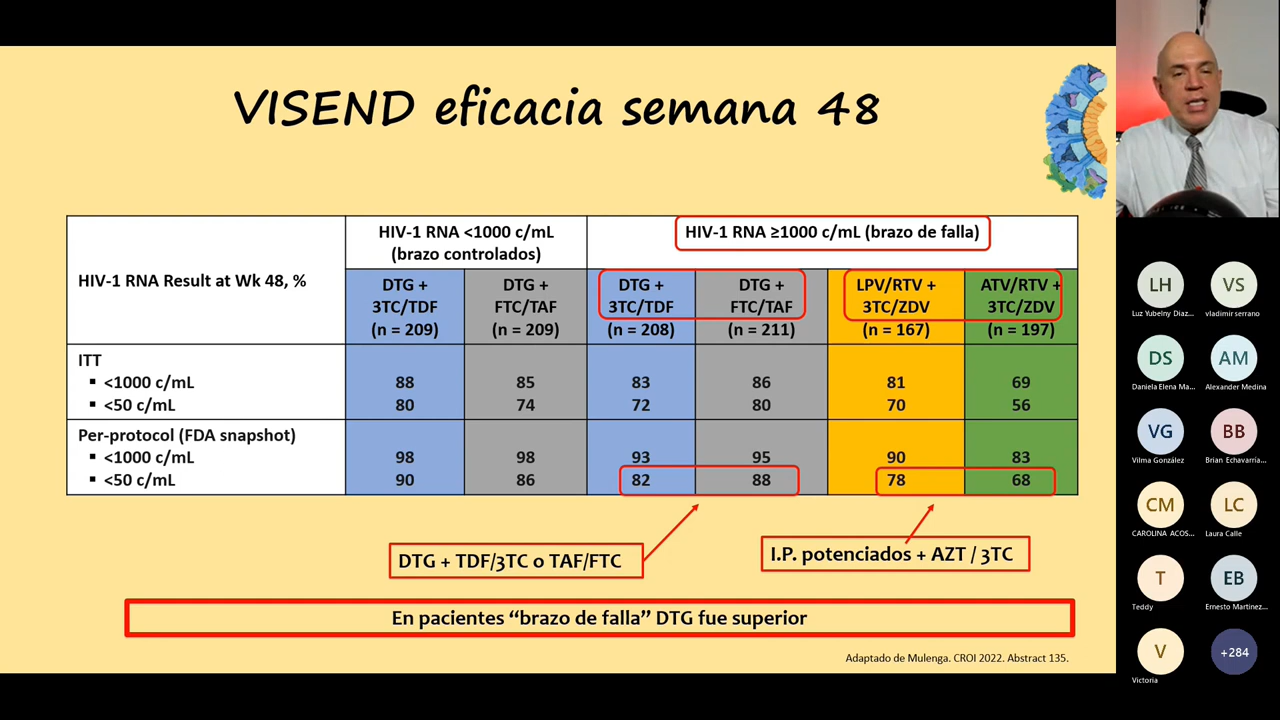 VISEND eficacia semana 48
HIV-1 RNA Result at Wk 48, %
HIV-1 RNA <1000 c/mL
(brazo controlados)
HIV-1 RNA ≥1000 c/mL (brazo de falla)
DTG +
3TC/TDF
(n = 209)
DTG +
FTC/TAF
(n = 209)
DTG +
3TC/TDF
(n = 208)
DTG +
FTC/TAF
(n = 211)
LPV/RTV +
3TC/ZDV
(n = 167)
ATV/RTV +
3TC/ZDV
(n = 197)
ITT
▪ <1000 c/mL 88 85 83 86 81 69
▪ <50 c/mL 80 74 72 80 70 56
Per-protocol (FDA snapshot)
▪ <1000 c/mL 98 98 93 95 90 83
▪ <50 c/mL 90 86 82 88 78 68
DTG + TDF/3TC o TAF/FTC
I.P. potenciados + AZT / 3TC
En pacientes “brazo de falla” DTG fue superior
Adaptado de Mulenga. CROI 2022. Abstract 135.
LH
Luz Yubelny Diaz...
VS
vladimir serrano
DS
Daniela Elena Ma...
AM
Alexander Medina
VG
Vilma González
BB
Brian Echavarría...
CM
CAROLINA ACOS...
LC
Laura Calle
T
Teddy
EB
Ernesto Martinez...
V
Victoria
+284